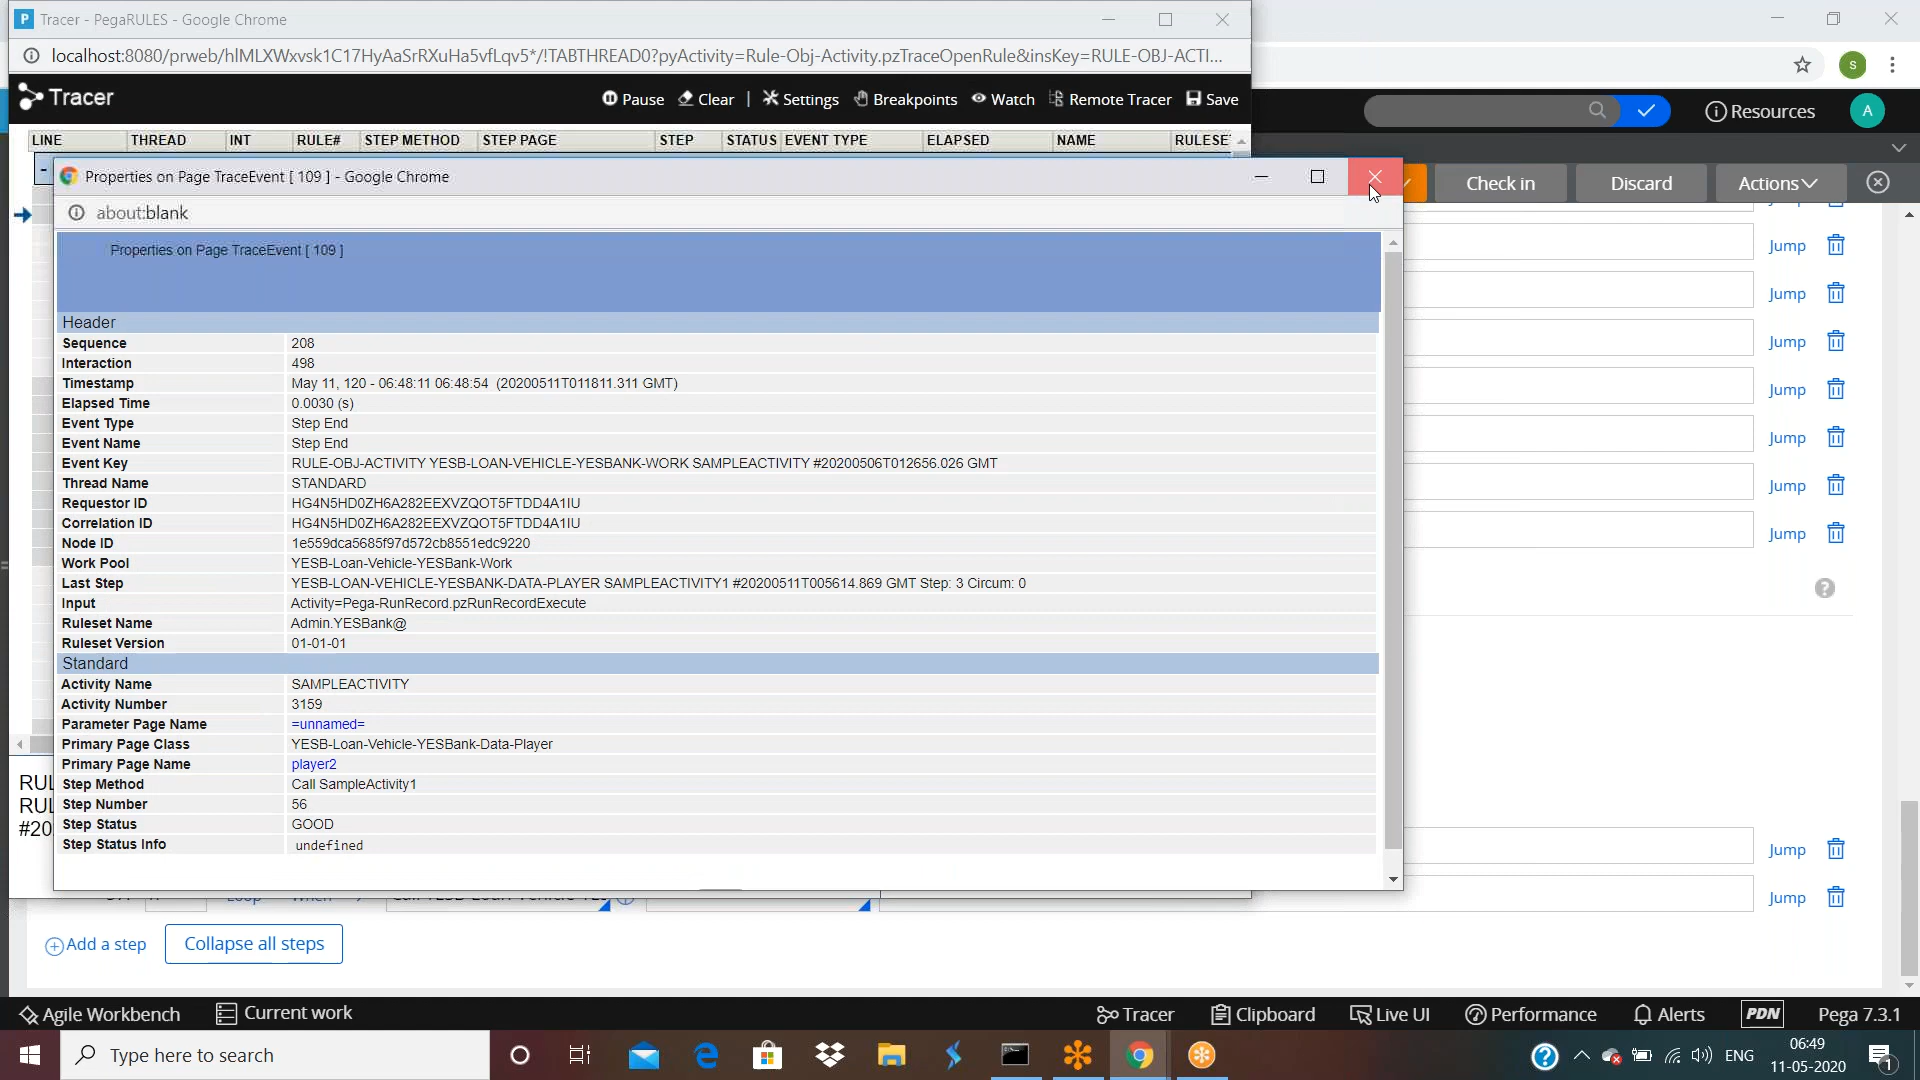 Tracer - PegaRULES - Google Chrome
localhost:8080/prweb/hlMLXWxvsk1C17HyAaSrRXuHa5vfLqv5*/!TABTHREAD0?pyActivity=Rule-Obj-Activity.pzTraceOpenRule&insKey=RULE-OBJ-ACTI...
Tracer
Pause Clear | Settings Breakpoints Watch Remote Tracer Save
Resources A
LINE THREAD INT RULE# STEP METHOD STEP PAGE STEP STATUS EVENT TYPE ELAPSED NAME RULESE
Properties on Page TraceEvent [ 109 ] - Google Chrome
Check in Discard Actions
about:blank
Properties on Page TraceEvent [ 109 ]
Jump
Jump
Header
Sequence 208
Jump
Interaction 498
Timestamp May 11, 120 - 06:48:11 06:48:54 (20200511T011811.311 GMT)
Jump
Elapsed Time 0.0030 (s)
Event Type Step End
Jump
Event Name Step End
Event Key RULE-OBJ-ACTIVITY YESB-LOAN-VEHICLE-YESBANK-WORK SAMPLEACTIVITY #20200506T012656.026 GMT
Thread Name STANDARD
Jump
Requestor ID HG4N5HD0ZH6A282EEXVZQOT5FTDD4A1IU
Correlation ID HG4N5HD0ZH6A282EEXVZQOT5FTDD4A1IU
Jump
Node ID 1e559dca5685f97d572cb8551edc9220
Work Pool YESB-Loan-Vehicle-YESBank-Work
Last Step YESB-LOAN-VEHICLE-YESBANK-DATA-PLAYER SAMPLEACTIVITY1 #20200511T005614.869 GMT Step: 3 Circum: 0
Input Activity=Pega-RunRecord.pzRunRecordExecute
Ruleset Name Admin.YESBank@
Ruleset Version 01-01-01
Standard
Activity Name SAMPLEACTIVITY
Activity Number 3159
Parameter Page Name =unnamed=
Primary Page Class YESB-Loan-Vehicle-YESBank-Data-Player
Primary Page Name player2
RUL
Step Method Call SampleActivity1
RUL
Step Number 56
#20
Step Status GOOD
Step Status Info undefined
Jump
Jump
Add a step Collapse all steps
Agile Workbench Current work Tracer Clipboard Live UI Performance Alerts PDN Pega 7.3.1
Type here to search
ENG
06:49
11-05-2020
1